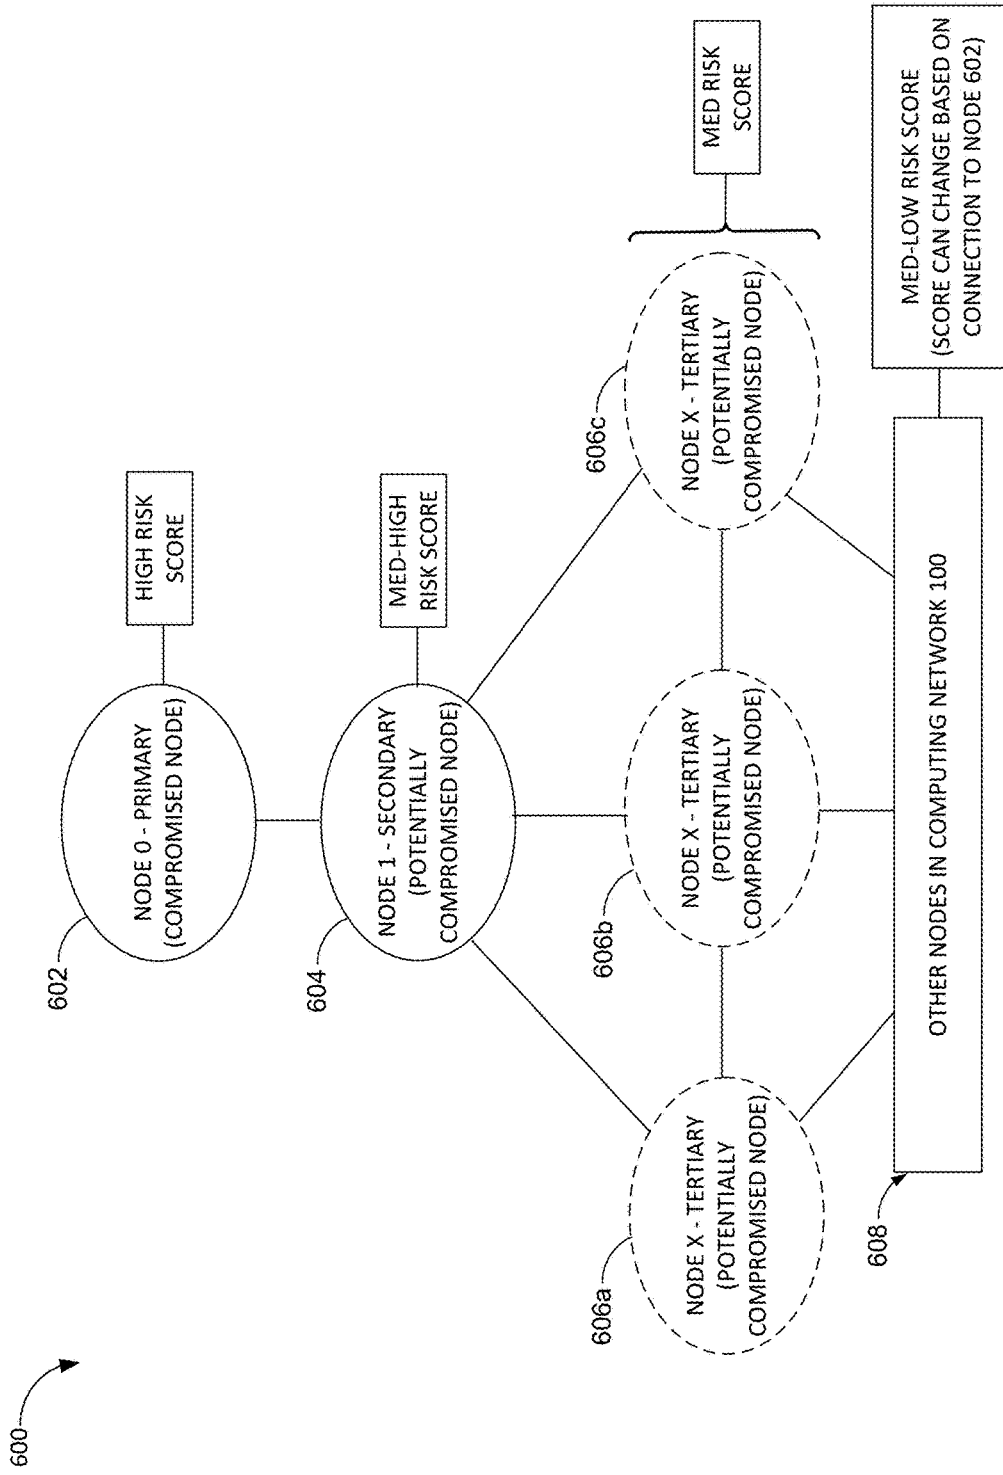 600
602
NODE 0 - PRIMARY
(COMPROMISED NODE)
HIGH RISK
SCORE
604
NODE 1 - SECONDARY
(POTENTIALLY
COMPROMISED NODE)
MED-HIGH
RISK SCORE
606a
NODE X - TERTIARY
(POTENTIALLY
COMPROMISED NODE)
606b
NODE X - TERTIARY
(POTENTIALLY
COMPROMISED NODE)
606c
NODE X - TERTIARY
(POTENTIALLY
COMPROMISED NODE)
MED RISK
SCORE
608
OTHER NODES IN COMPUTING NETWORK 100
MED-LOW RISK SCORE
(SCORE CAN CHANGE BASED ON
CONNECTION TO NODE 602)